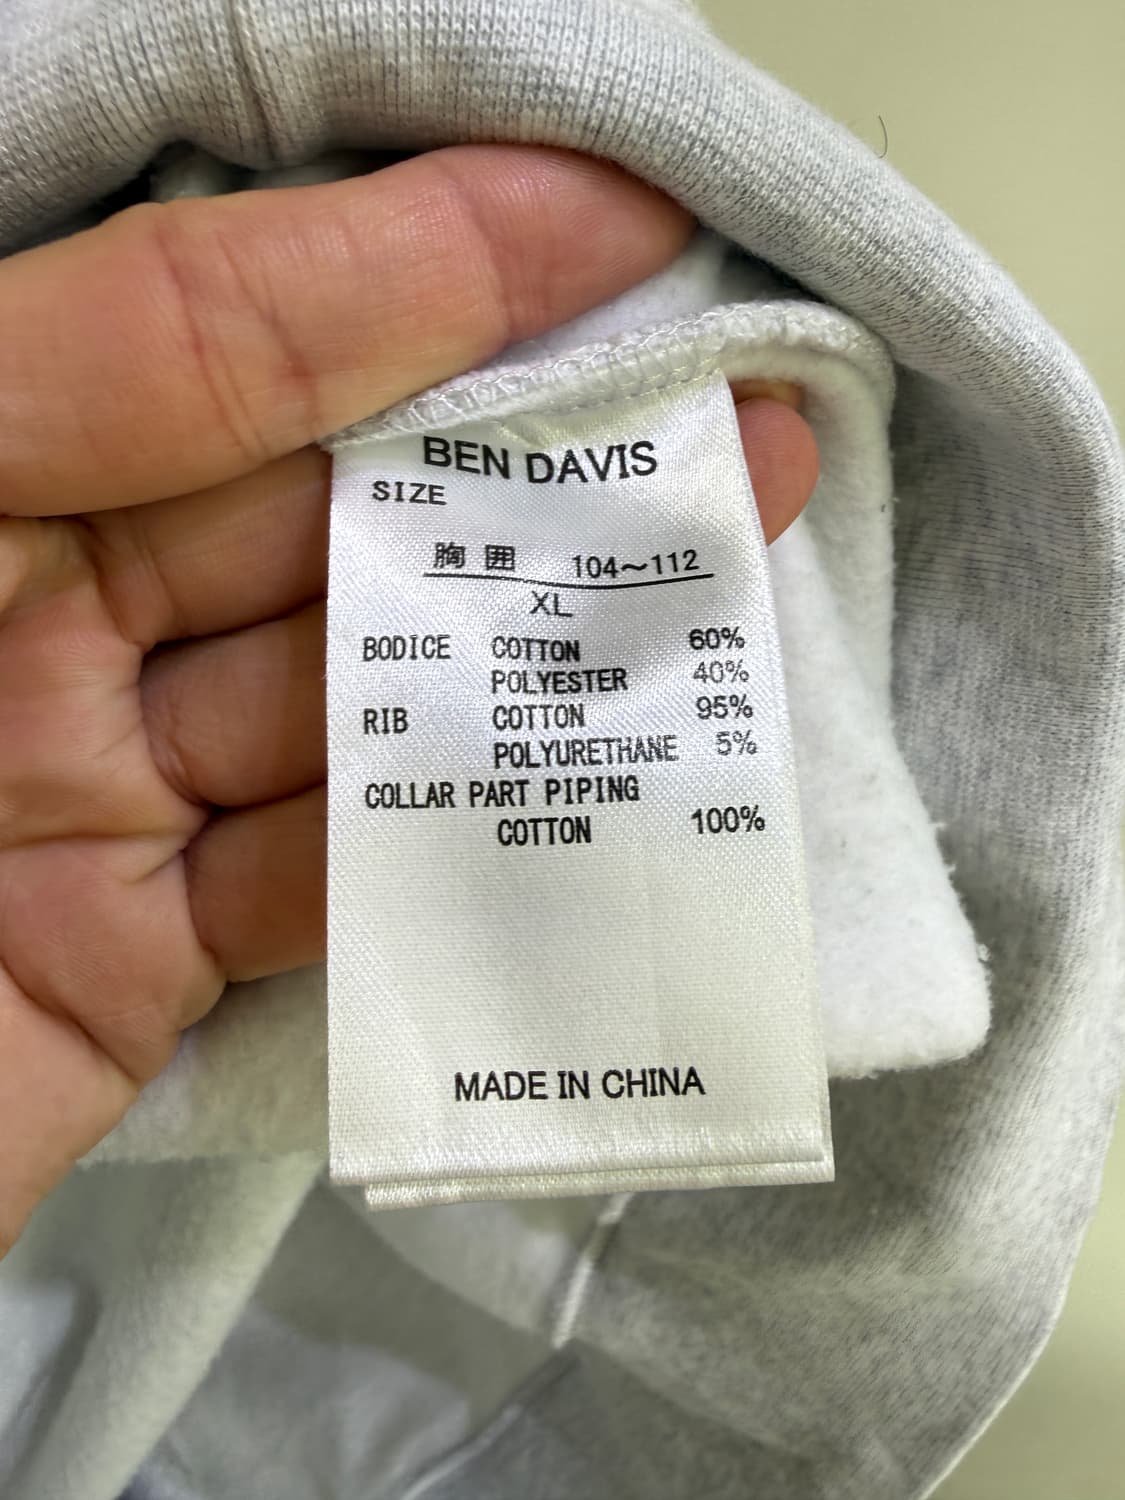 BEN DAVIS
SIZE
胸 囲 104～112
XL
BODICE COTTON 60%
POLYESTER 40%
RIB COTTON 95%
POLYURETHANE 5%
COLLAR PART PIPING
COTTON 100%
MADE IN CHINA